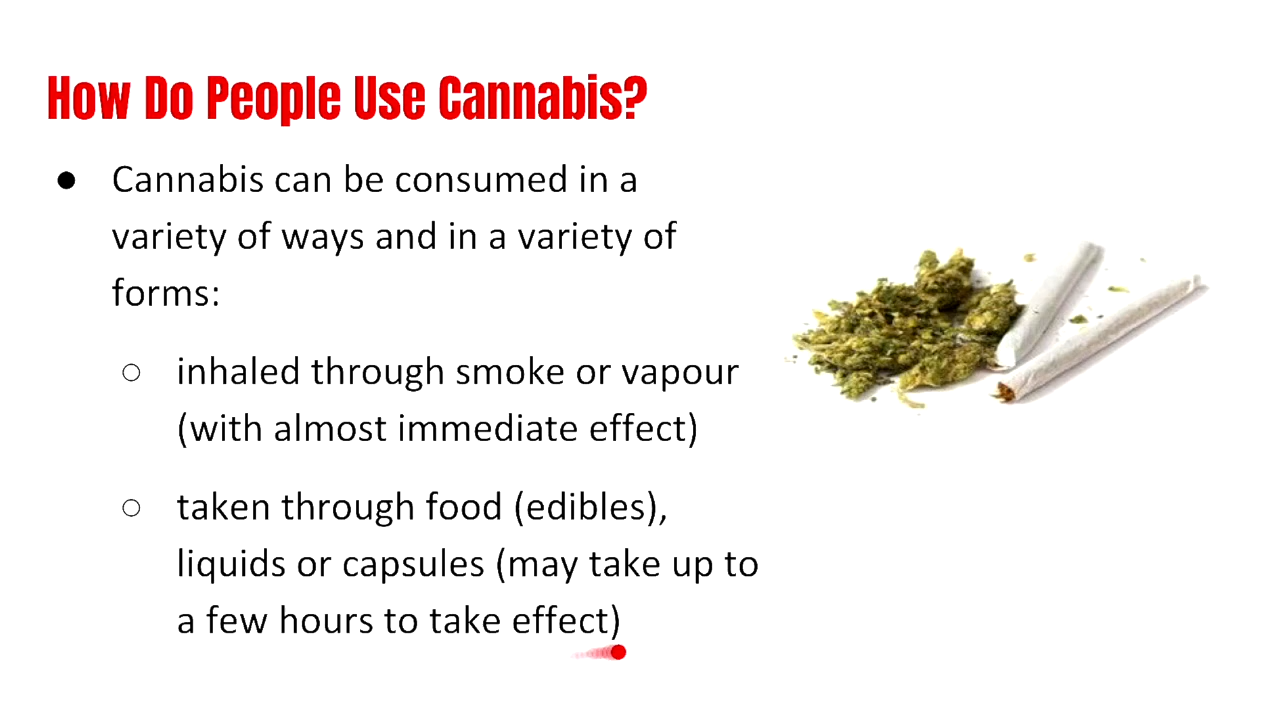 How Do People Use Cannabis?
● Cannabis can be consumed in a
variety of ways and in a variety of
forms:
○ inhaled through smoke or vapour
(with almost immediate effect)
○ taken through food (edibles),
liquids or capsules (may take up to
a few hours to take effect)